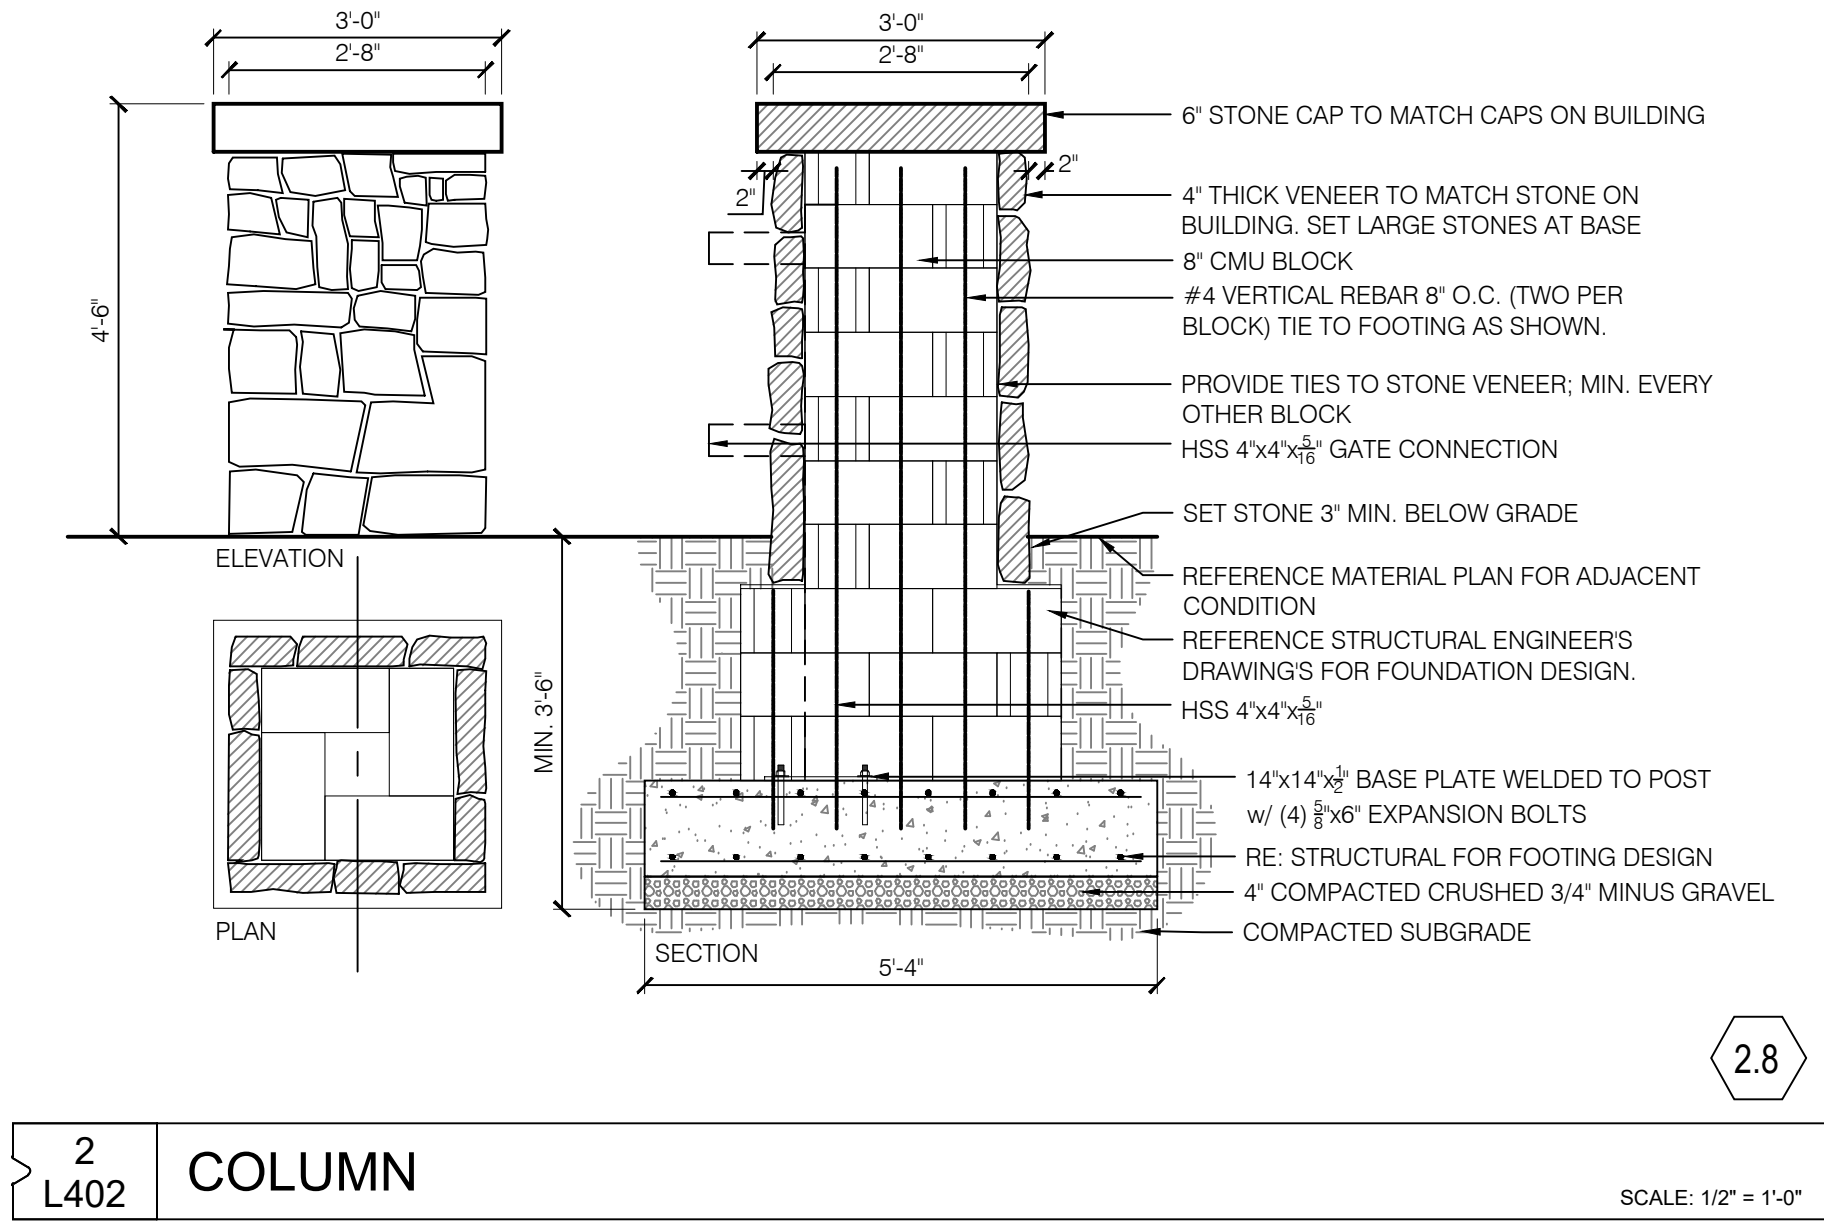 3'-0"
2'-8"
4'-6"
ELEVATION
PLAN
3'-0"
2'-8"
2"
2"
MIN. 3'-6"
SECTION
5'-4"
6" STONE CAP TO MATCH CAPS ON BUILDING
4" THICK VENEER TO MATCH STONE ON
BUILDING. SET LARGE STONES AT BASE
8" CMU BLOCK
#4 VERTICAL REBAR 8" O.C. (TWO PER
BLOCK) TIE TO FOOTING AS SHOWN.
PROVIDE TIES TO STONE VENEER; MIN. EVERY
OTHER BLOCK
HSS 4"x4"x5/16" GATE CONNECTION
SET STONE 3" MIN. BELOW GRADE
REFERENCE MATERIAL PLAN FOR ADJACENT
CONDITION
REFERENCE STRUCTURAL ENGINEER'S
DRAWING'S FOR FOUNDATION DESIGN.
HSS 4"x4"x5/16"
14"x14"x1/2" BASE PLATE WELDED TO POST
w/ (4) 5/8"x6" EXPANSION BOLTS
RE: STRUCTURAL FOR FOOTING DESIGN
4" COMPACTED CRUSHED 3/4" MINUS GRAVEL
COMPACTED SUBGRADE
2.8
2
L402
COLUMN
SCALE: 1/2" = 1'-0"